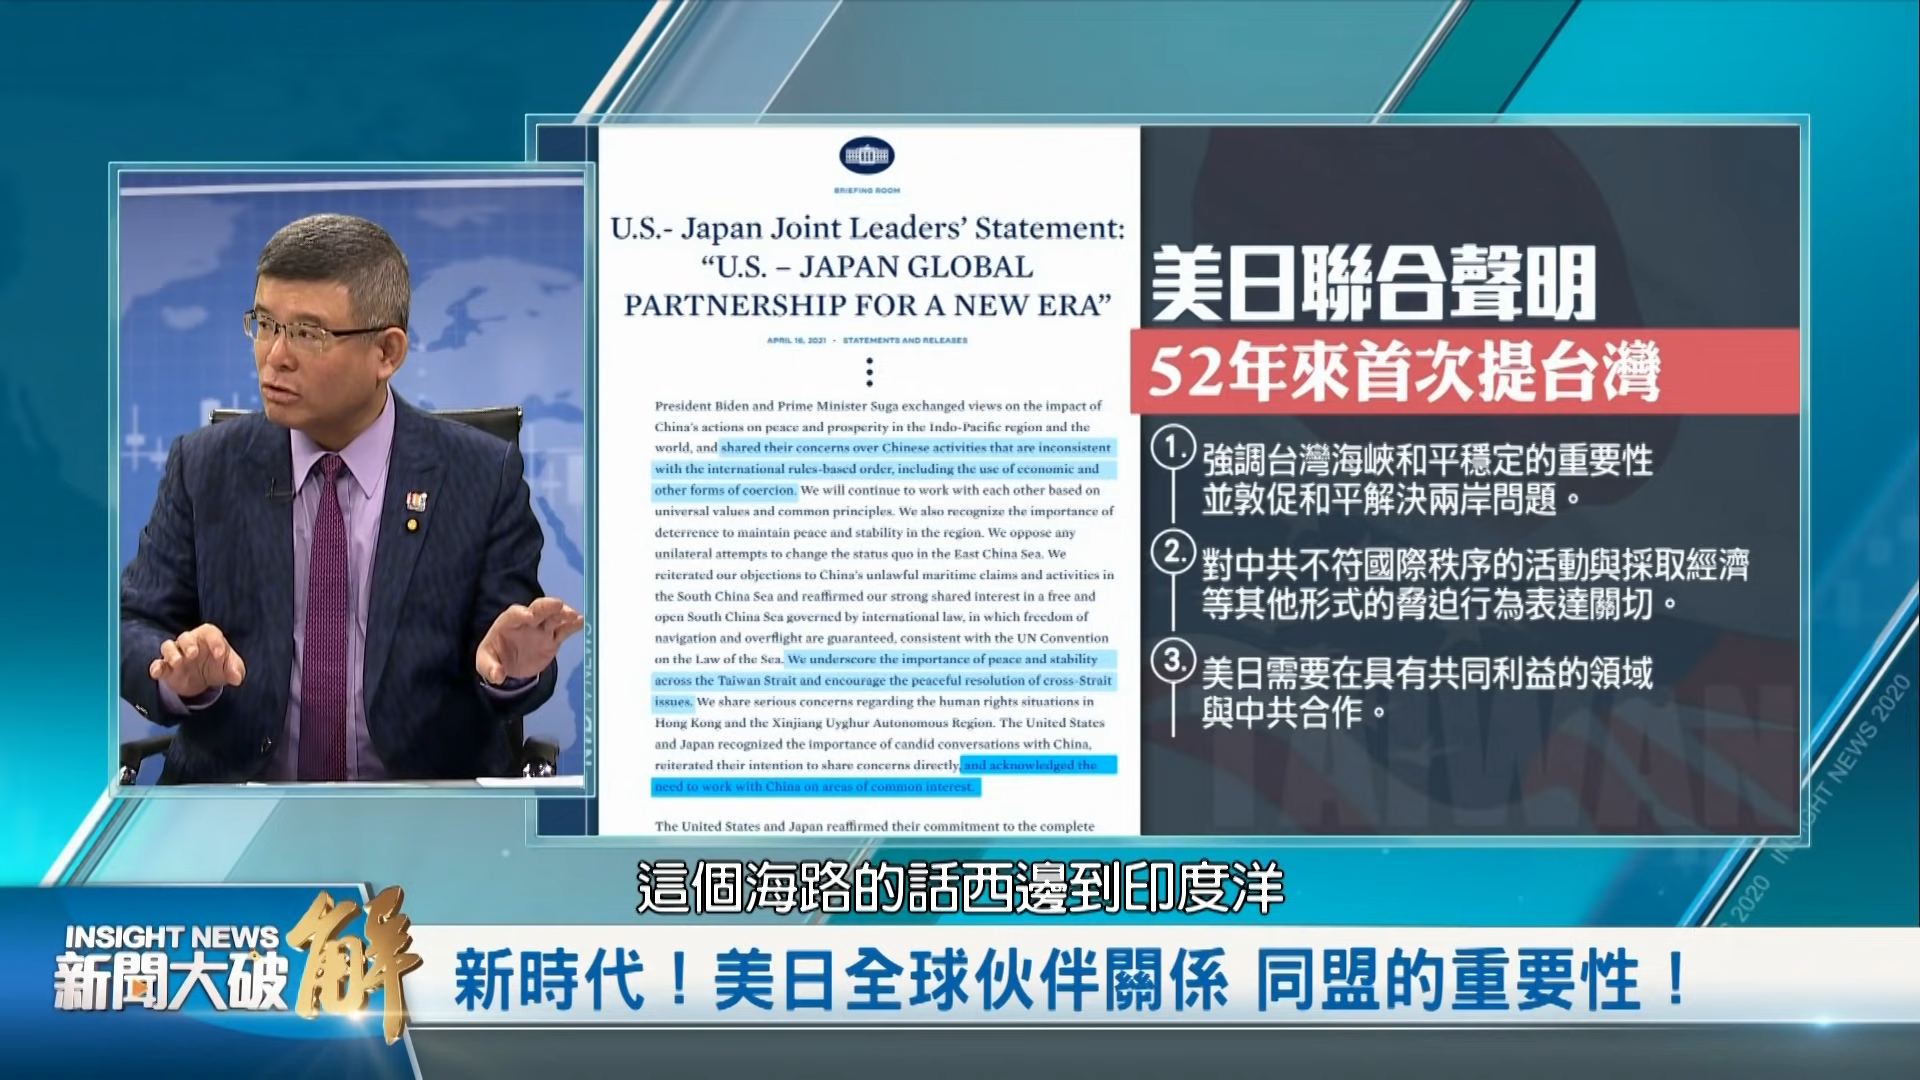 BRIEFING ROOM
U.S.- Japan Joint Leaders' Statement:
“U.S. – JAPAN GLOBAL
PARTNERSHIP FOR A NEW ERA”
APRIL 16, 2021 • STATEMENTS AND RELEASES
President Biden and Prime Minister Suga exchanged views on the impact of
China's actions on peace and prosperity in the Indo-Pacific region and the
world, and shared their concerns over Chinese activities that are inconsistent
with the international rules-based order, including the use of economic and
other forms of coercion. We will continue to work with each other based on
universal values and common principles. We also recognize the importance of
deterrence to maintain peace and stability in the region. We oppose any
unilateral attempts to change the status quo in the East China Sea. We
reiterated our objections to China's unlawful maritime claims and activities in
the South China Sea and reaffirmed our strong shared interest in a free and
open South China Sea governed by international law, in which freedom of
navigation and overflight are guaranteed, consistent with the UN Convention
on the Law of the Sea. We underscore the importance of peace and stability
across the Taiwan Strait and encourage the peaceful resolution of cross-Strait
issues. We share serious concerns regarding the human rights situations in
Hong Kong and the Xinjiang Uyghur Autonomous Region. The United States
and Japan recognized the importance of candid conversations with China,
reiterated their intention to share concerns directly, and acknowledged the
need to work with China on areas of common interest.
The United States and Japan reaffirmed their commitment to the complete
美日聯合聲明
52年來首次提台灣
1. 強調台灣海峽和平穩定的重要性
並敦促和平解決兩岸問題。
2. 對中共不符國際秩序的活動與採取經濟
等其他形式的脅迫行為表達關切。
3. 美日需要在具有共同利益的領域
與中共合作。
TAIWAN
INSIGHT NEWS 2020
這個海路的話西邊到印度洋
INSIGHT NEWS
新聞大破解
新時代！美日全球伙伴關係 同盟的重要性！